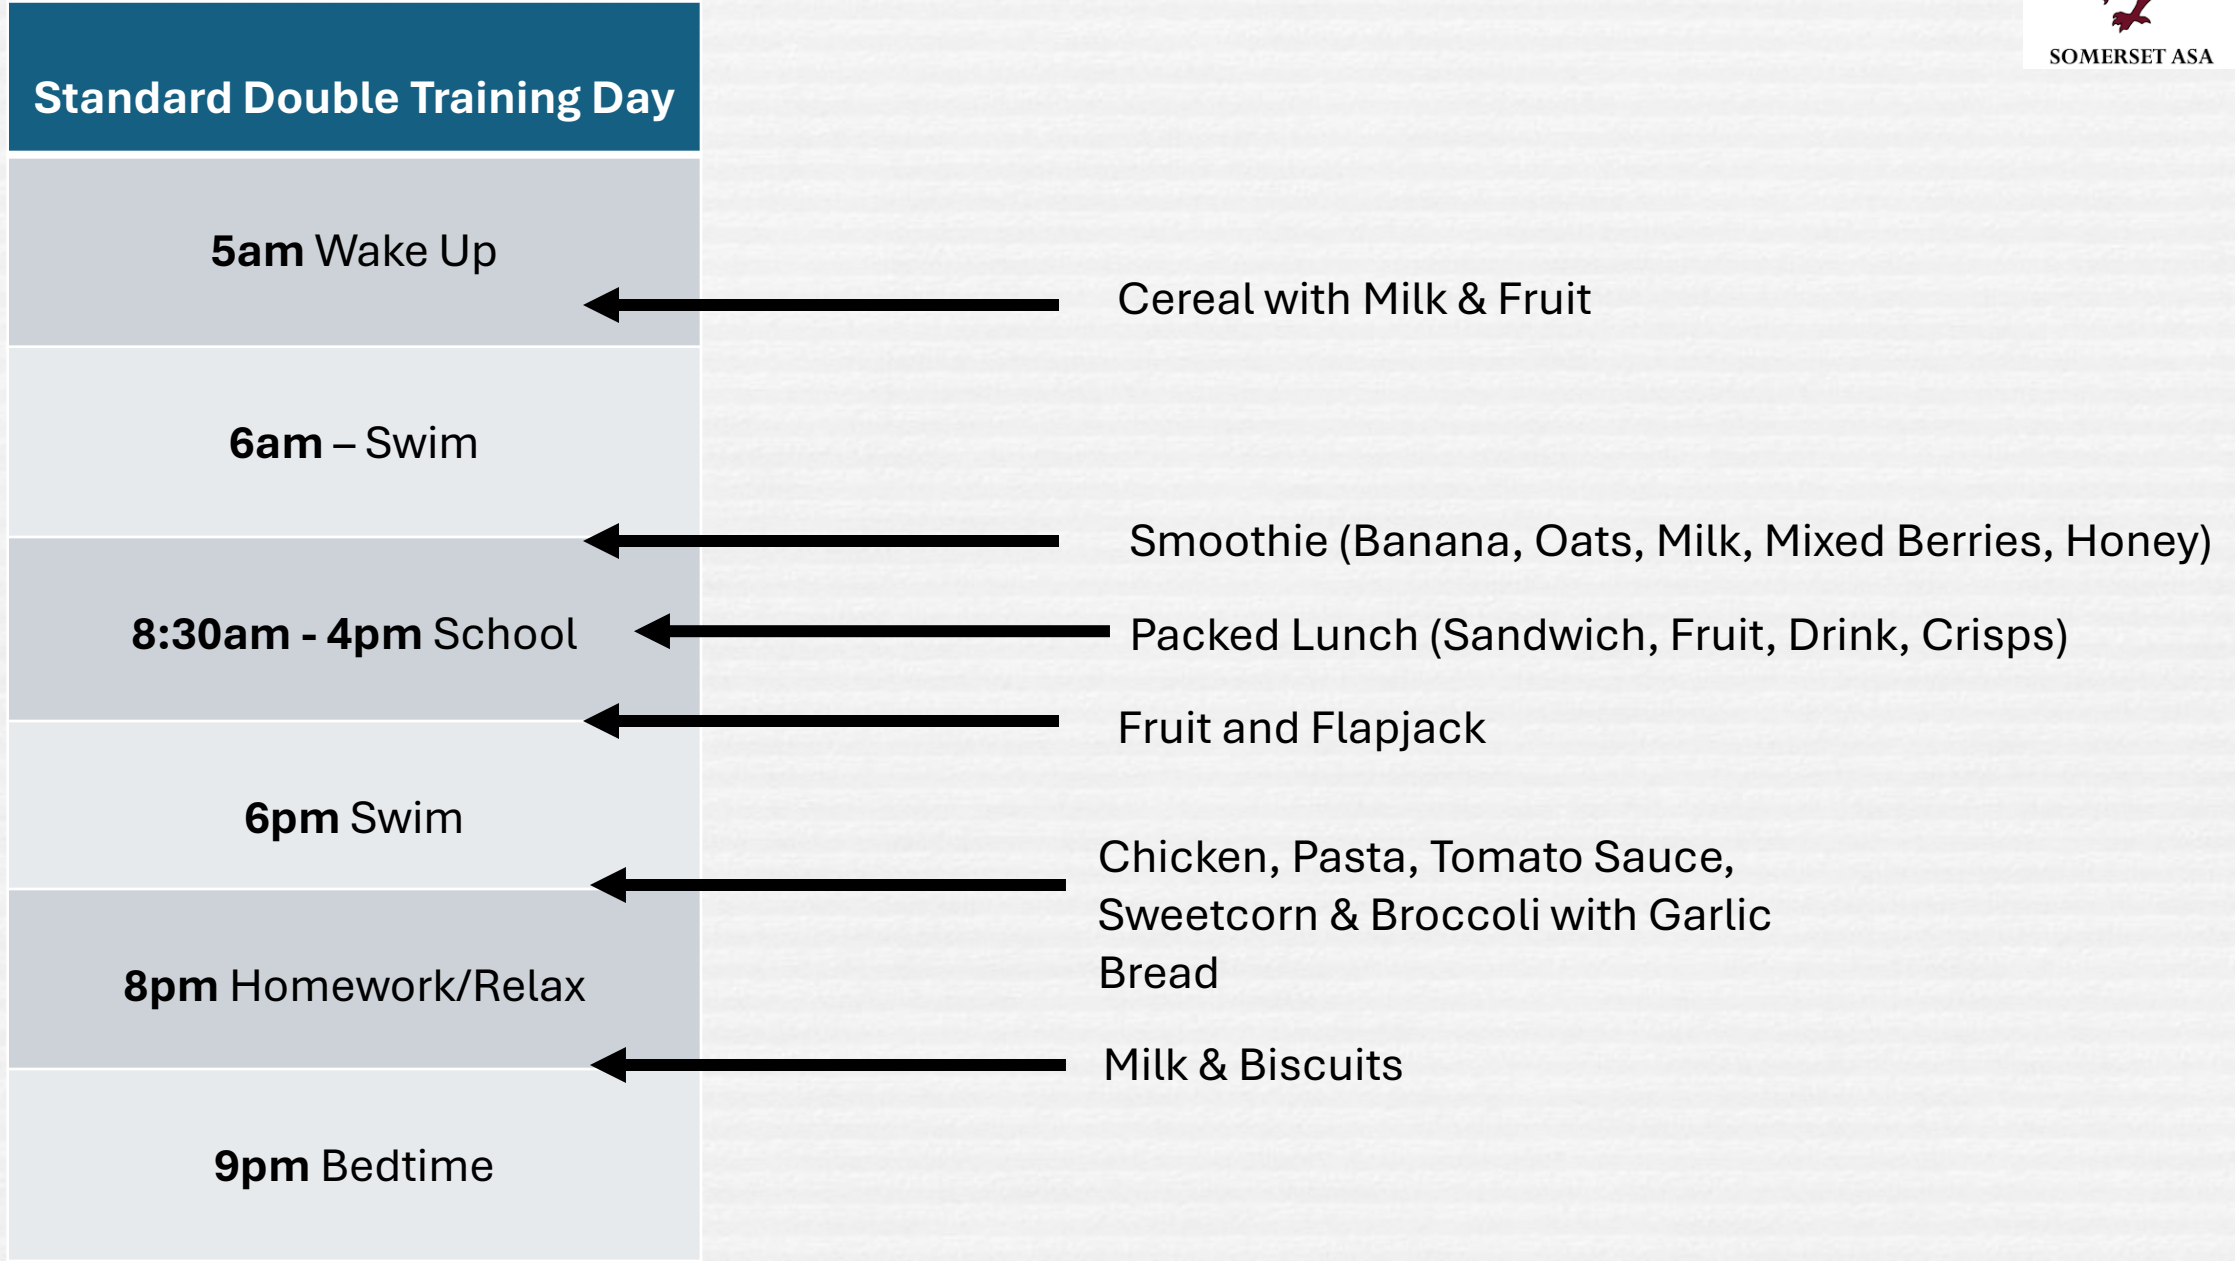 SOMERSET ASA
Standard Double Training Day
5am Wake Up
Cereal with Milk & Fruit
6am – Swim
Smoothie (Banana, Oats, Milk, Mixed Berries, Honey)
8:30am - 4pm School
Packed Lunch (Sandwich, Fruit, Drink, Crisps)
Fruit and Flapjack
6pm Swim
Chicken, Pasta, Tomato Sauce,
Sweetcorn & Broccoli with Garlic
Bread
8pm Homework/Relax
Milk & Biscuits
9pm Bedtime